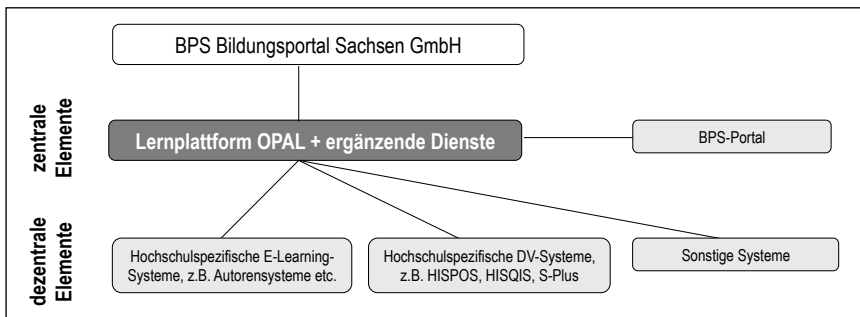 BPS Bildungsportal Sachsen GmbH
zentrale
Elemente
Lernplattform OPAL + ergänzende Dienste
BPS-Portal
dezentrale
Elemente
Hochschulspezifische E-Learning-
Systeme, z.B. Autorensysteme etc.
Hochschulspezifische DV-Systeme,
z.B. HISPOS, HISQIS, S-Plus
Sonstige Systeme